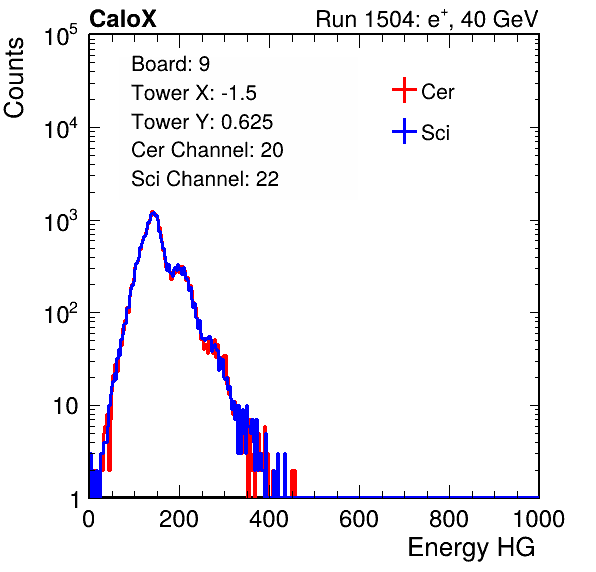 CaloX
Run 1504: e⁺, 40 GeV
Counts
10⁵
10⁴
10³
10²
10
1
Board: 9
Tower X: -1.5
Tower Y: 0.625
Cer Channel: 20
Sci Channel: 22
Cer
Sci
0 200 400 600 800 1000
Energy HG